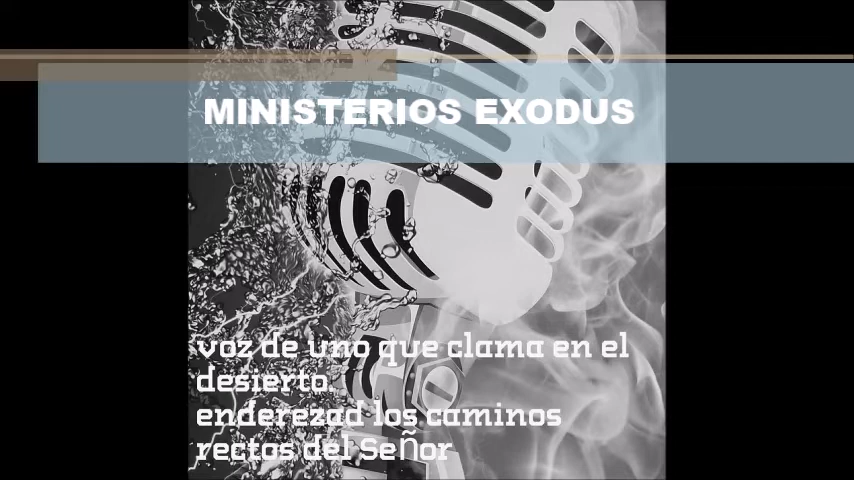 MINISTERIOS EXODUS
voz de uno que clama en el
desierto.
enderezad los caminos
rectos del Señor